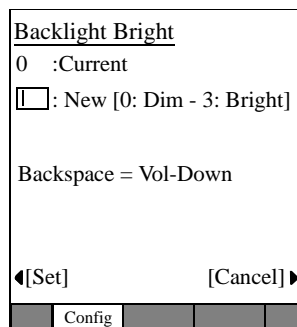 Backlight Bright
0 :Current
: New [0: Dim - 3: Bright]
Backspace = Vol-Down
[Set] [Cancel]
Config